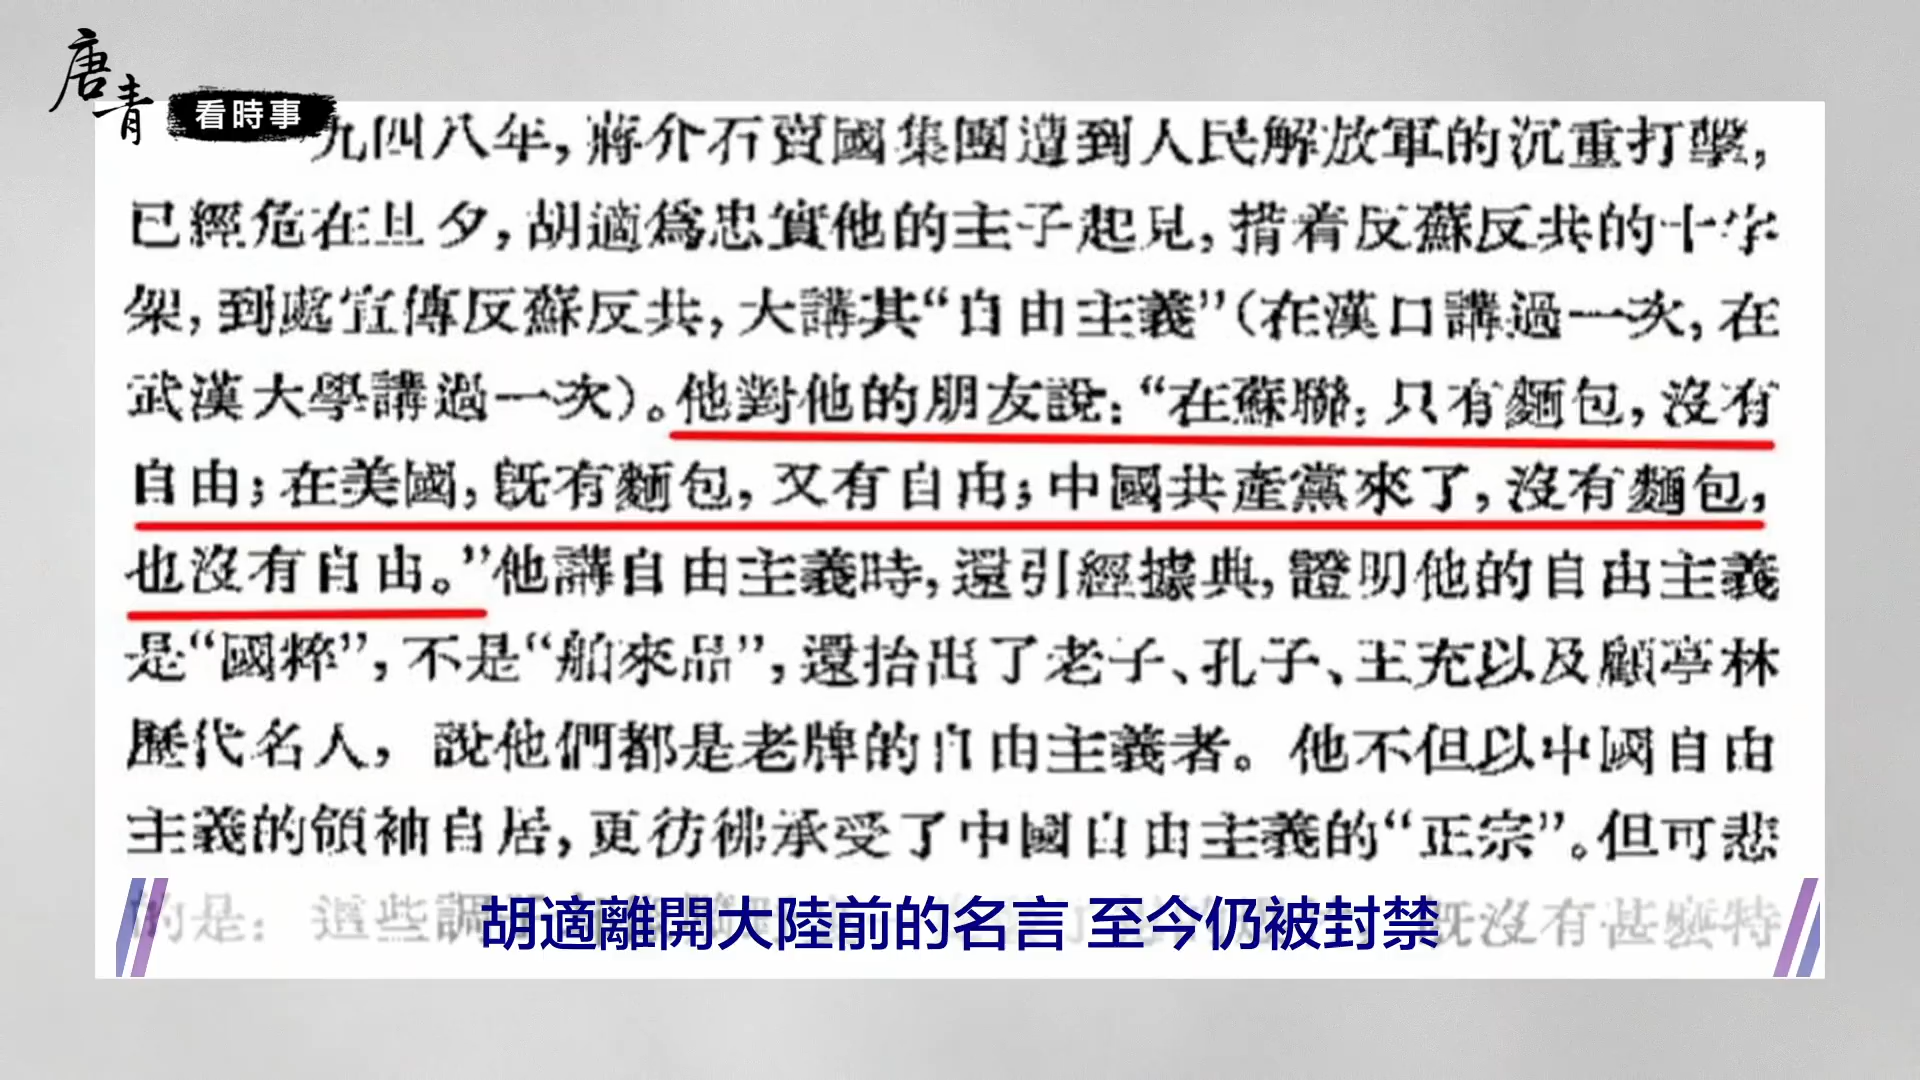 唐青
看時事
九四八年，蔣介石賣國集團遭到人民解放軍的沉重打擊，
已經危在旦夕，胡適爲忠實他的主子起見，揹着反蘇反共的十字
架，到處宣傳反蘇反共，大講其“自由主義”（在漢口講過一次，在
武漢大學講過一次）。他對他的朋友說：“在蘇聯：只有麵包，沒有
自由；在美國，既有麵包，又有自由；中國共產黨來了，沒有麵包，
也沒有自由。”他講自由主義時，還引經據典，證明他的自由主義
是“國粹”，不是“舶來品”，還抬出了老子、孔子、王充以及顧亭林
歷代名人，說他們都是老牌的自由主義者。他不但以中國自由
主義的領袖自居，更彷彿承受了中國自由主義的“正宗”。但可悲
的是：這些調 既沒有甚麽特
胡適離開大陸前的名言 至今仍被封禁